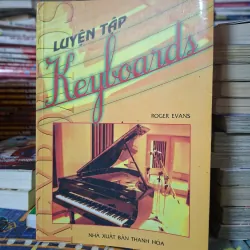 LUYỆN TẬP
Keyboards
ROGER EVANS
NHÀ XUẤT BẢN THANH HÓA